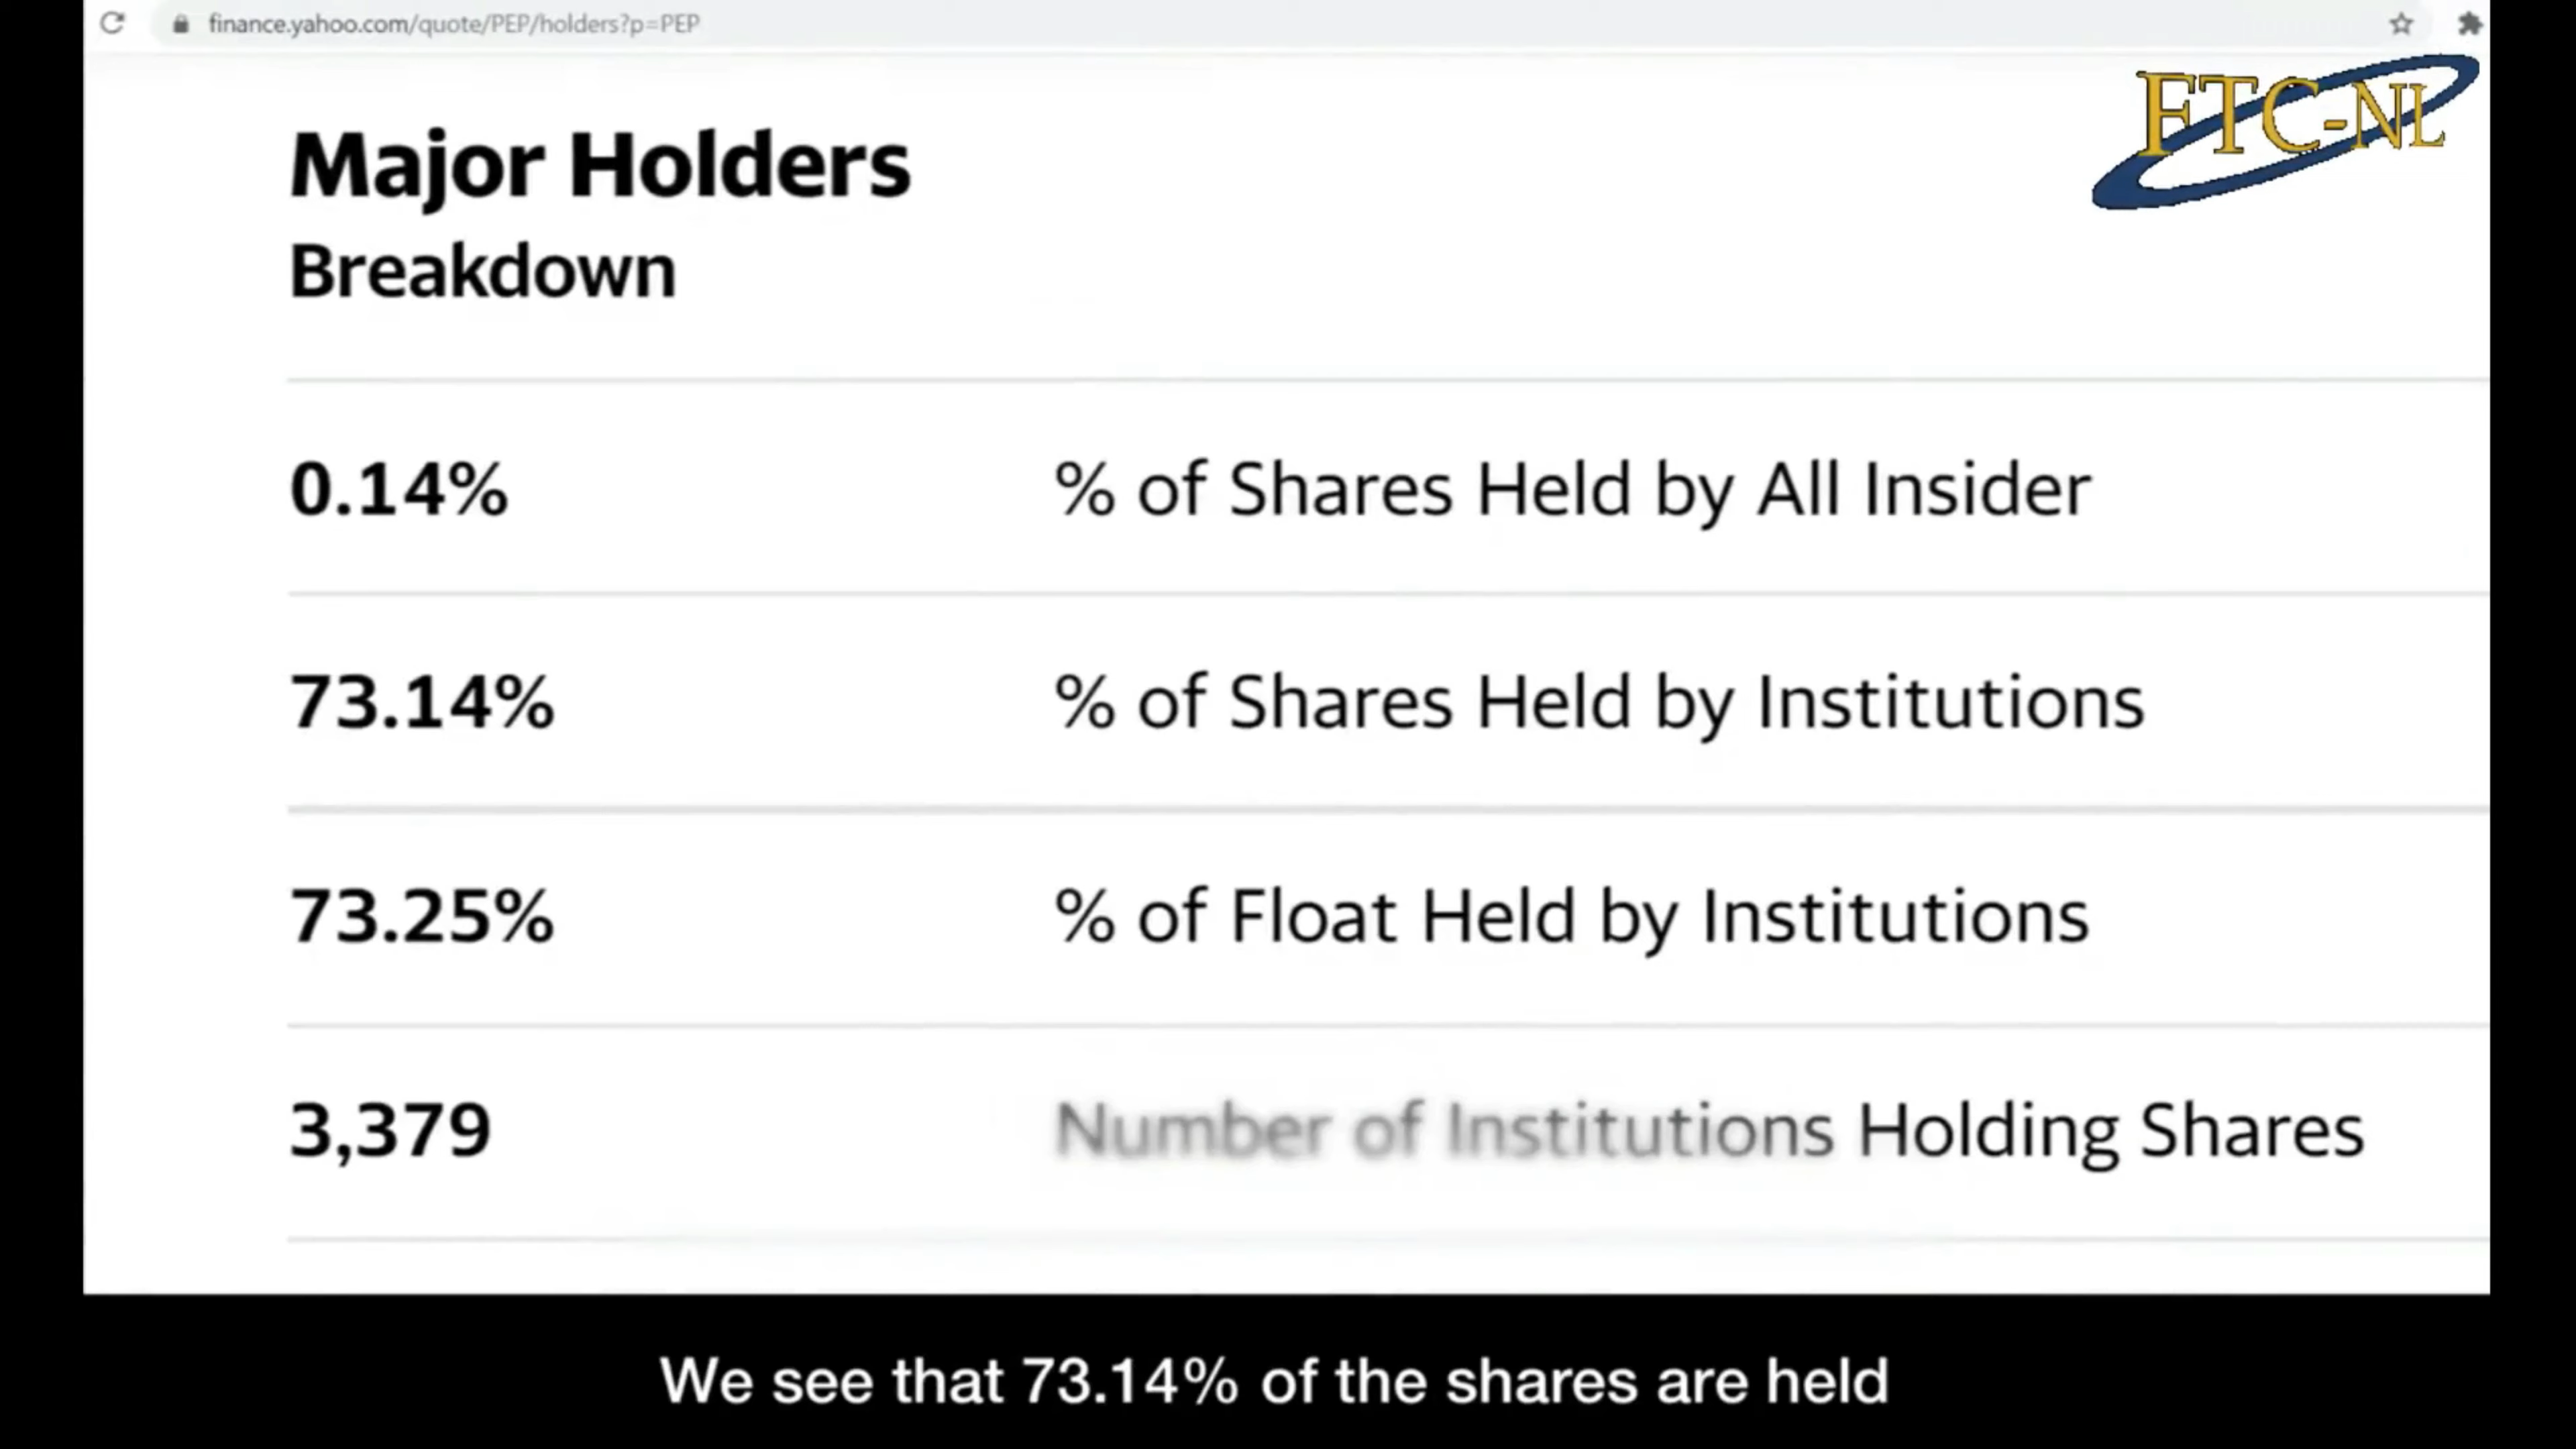 finance.yahoo.com/quote/PEP/holders?p=PEP
FTC-NL
Major Holders
Breakdown
0.14% % of Shares Held by All Insider
73.14% % of Shares Held by Institutions
73.25% % of Float Held by Institutions
3,379 Number of Institutions Holding Shares
We see that 73.14% of the shares are held